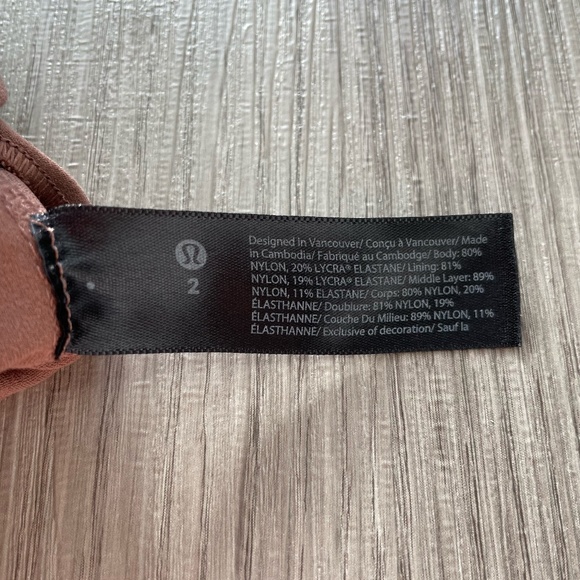 2
Designed in Vancouver/ Conçu à Vancouver/ Made
in Cambodia/ Fabriqué au Cambodge/ Body: 80%
NYLON, 20% LYCRA® ELASTANE/ Lining: 81%
NYLON, 19% LYCRA® ELASTANE/ Middle Layer: 89%
NYLON, 11% ELASTANE/ Corps: 80% NYLON, 20%
ÉLASTHANNE/ Doublure: 81% NYLON, 19%
ÉLASTHANNE/ Couche Du Milieu: 89% NYLON, 11%
ÉLASTHANNE/ Exclusive of decoration/ Sauf la